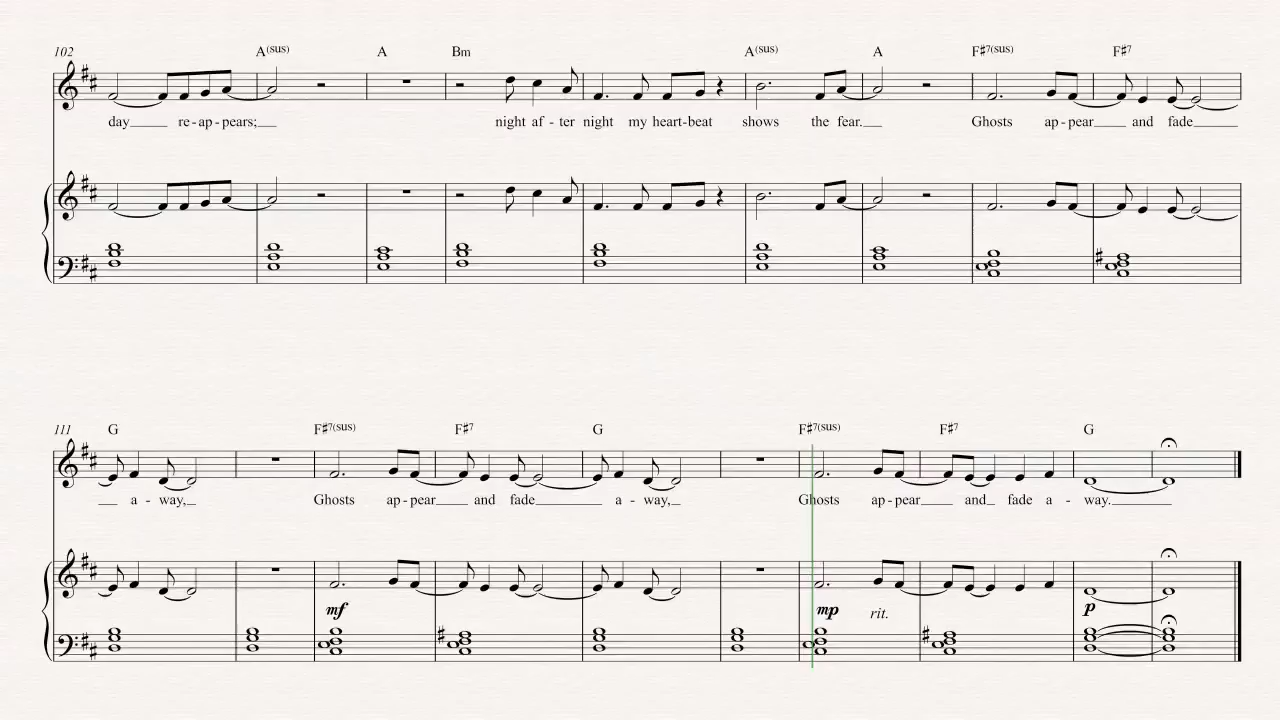 102 A(sus) A Bm A(sus) A F♯7(sus) F♯7
day re-ap-pears; night af-ter night my heart-beat shows the fear. Ghosts ap-pear and fade
111 G F♯7(sus) F♯7 G F♯7(sus) F♯7 G
a-way, Ghosts ap-pear and fade a-way, Ghosts ap-pear and fade a-way.
mf mp rit. p